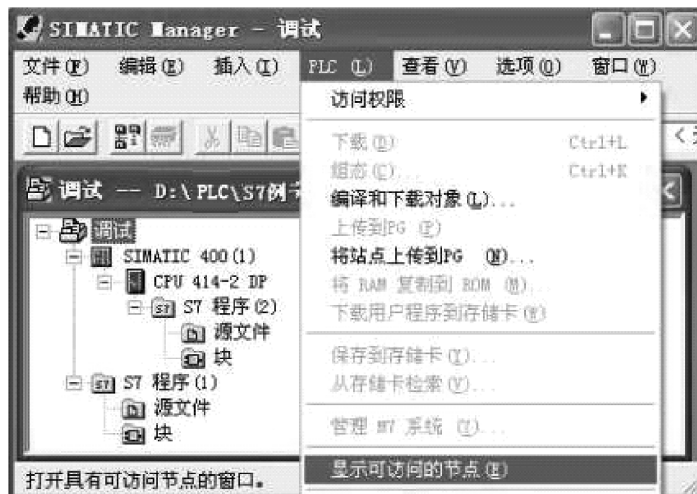 SIMATIC Manager - 调试
文件(F) 编辑(E) 插入(I) PLC (L) 查看(V) 选项(O) 窗口(W)
帮助(H)
访问权限
下载(D) Ctrl+L
组态(C)... Ctrl+K
编译和下载对象(L)...
上传到PG (P)
将站点上传到PG (N)...
将 RAM 复制到 ROM (M)...
下载用户程序到存储卡(W)
保存到存储卡(T)...
从存储卡检索(V)...
管理 M7 系统 (Y)...
显示可访问的节点(E)
调试 -- D:\PLC\S7例
调试
SIMATIC 400(1)
CPU 414-2 DP
S7 程序(2)
源文件
块
S7 程序(1)
源文件
块
打开具有可访问节点的窗口。